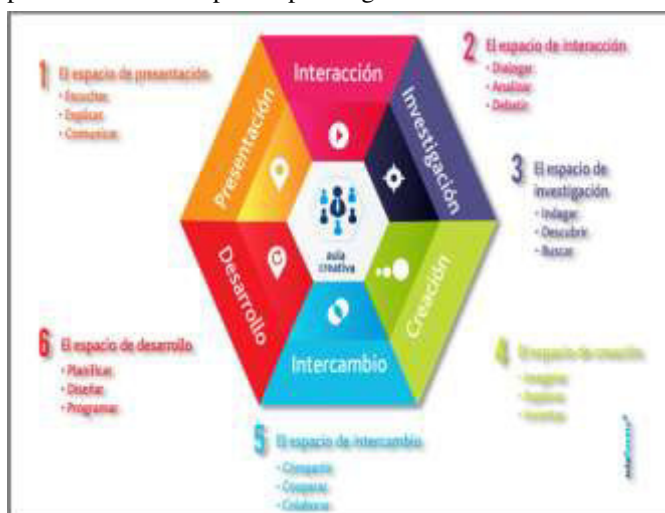 1 El espacio de presentación
• Escuchar
• Explicar
• Comunicar
2 El espacio de interacción
• Dialogar
• Analizar
• Debatir
3 El espacio de
investigación
• Indagar
• Descubrir
• Buscar
4 El espacio de creación
• Imaginar
5 El espacio de intercambio
• Compartir
• Cooperar
• Colaborar
6 El espacio de desarrollo
• Planificar
• Diseñar
• Programar
Presentación
Interacción
Investigación
Creación
Intercambio
Desarrollo
aula
creativa